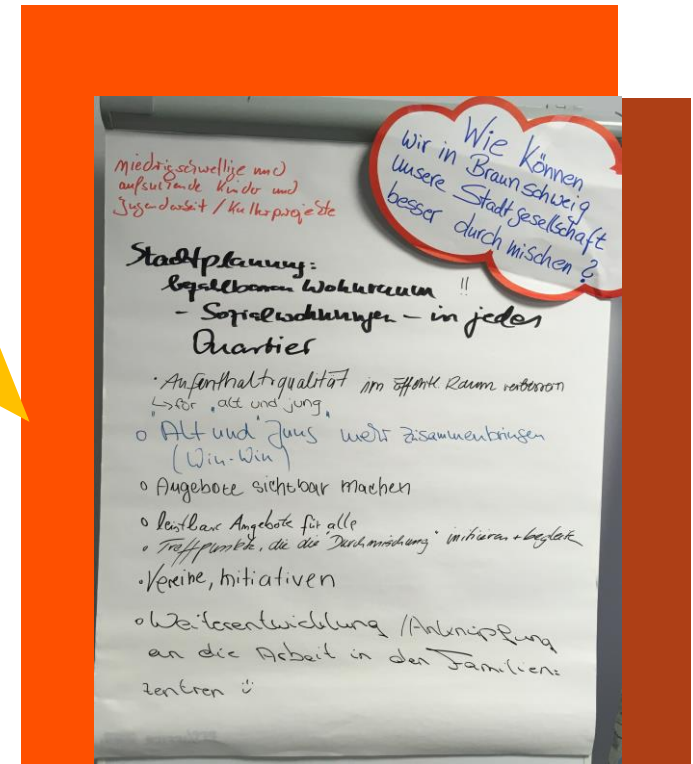 Wie können
wir in Braunschweig
unsere Stadtgesellschaft
besser durchmischen?
niedrigschwellige und
aufsuchende Kinder und
Jugendarbeit / Kulturprojekte
Stadtplanung:
bezahlbaren Wohnraum !!
- Sozialwohnungen - in jedes
Quartier
· Aufenthaltsqualität im öffentl. Raum verbessern
↳ für "alt und jung"
o Alt und Jung mehr zusammenbringen
(Win-Win)
o Angebote sichtbar machen
o leistbare Angebote für alle
• Treffpunkte, die die "Durchmischung" initiieren + begleit
· Vereine, Initiativen
o Weiterentwicklung / Anknüpfung
an die Arbeit in den Familien=
zentren ☺